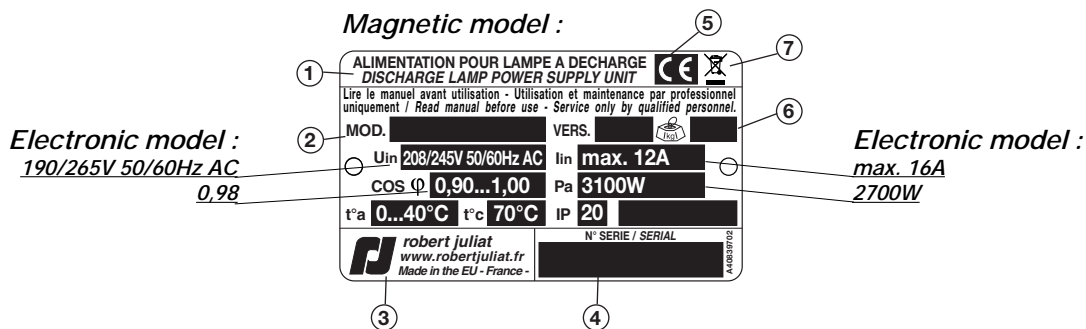 Magnetic model :
5
7
1
ALIMENTATION POUR LAMPE A DECHARGE
DISCHARGE LAMP POWER SUPPLY UNIT
CE
Lire le manuel avant utilisation - Utilisation et maintenance par professionnel
uniquement / Read manual before use - Service only by qualified personnel.
2
MOD.
VERS.
(kg)
6
Electronic model :
190/265V 50/60Hz AC
0,98
Uin 208/245V 50/60Hz AC
Iin max. 12A
COS φ 0,90...1,00
Pa 3100W
t°a 0...40°C t°c 70°C IP 20
Electronic model :
max. 16A
2700W
robert juliat
www.robertjuliat.fr
Made in the EU - France -
N° SERIE / SERIAL
A40839702
3
4